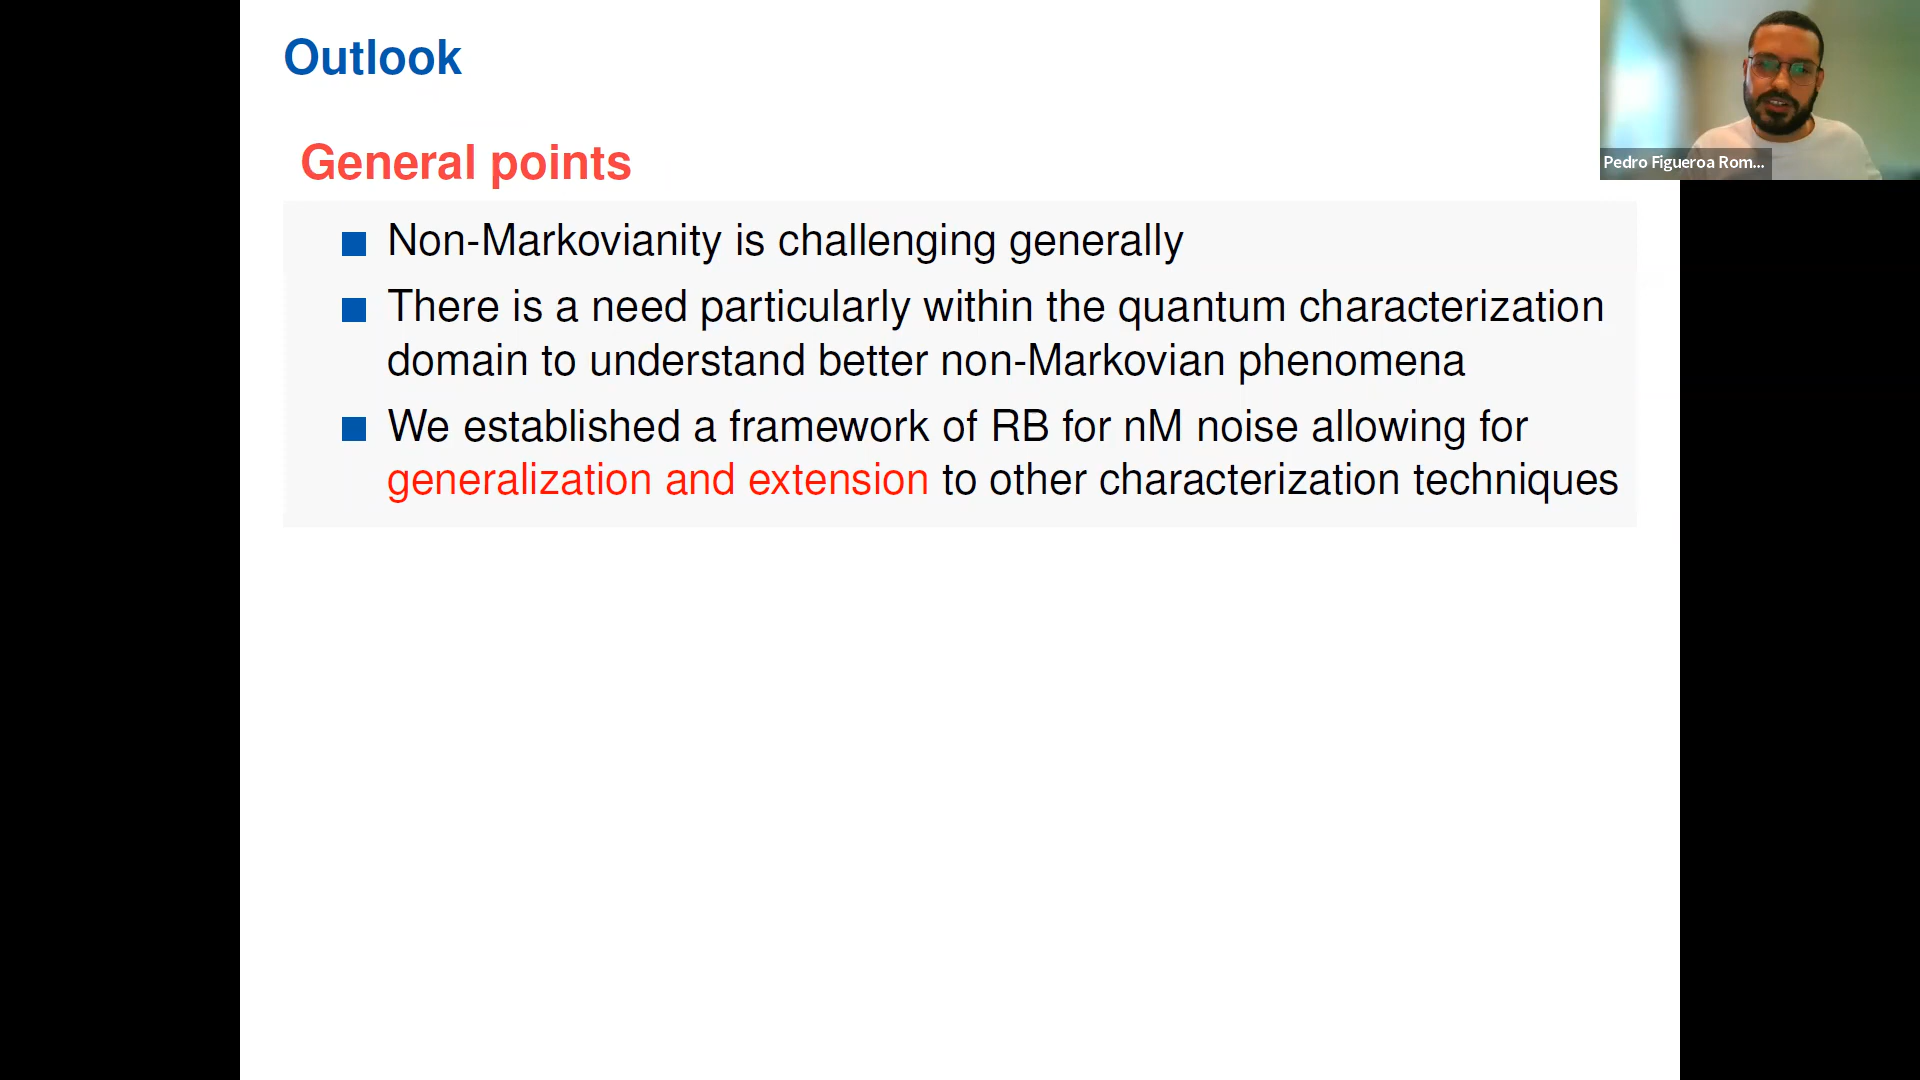 Outlook
General points
Non-Markovianity is challenging generally
There is a need particularly within the quantum characterization
domain to understand better non-Markovian phenomena
We established a framework of RB for nM noise allowing for
generalization and extension to other characterization techniques
Pedro Figueroa Rom...